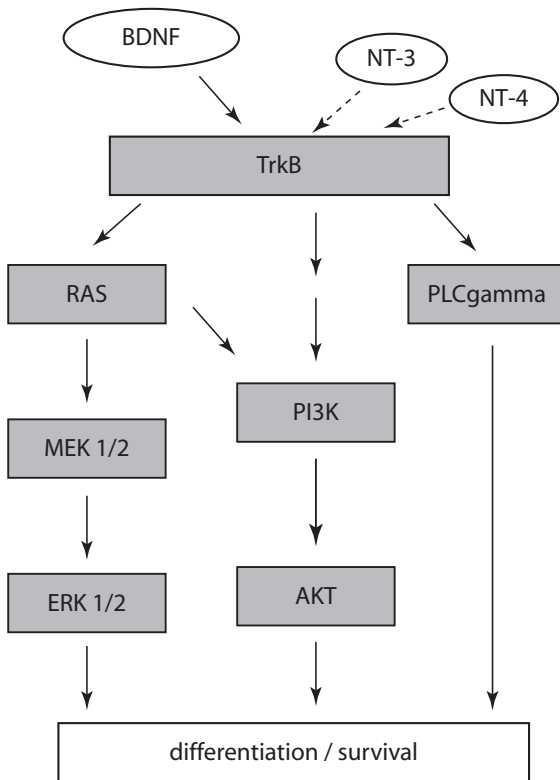 BDNF
NT-3
NT-4
TrkB
RAS
PLCgamma
PI3K
MEK 1/2
ERK 1/2
AKT
differentiation / survival